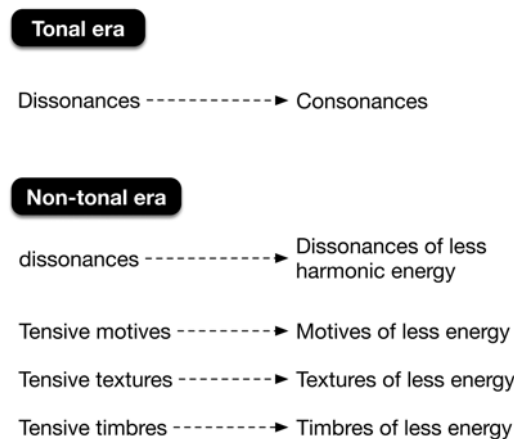 Tonal era
Dissonances Consonances
Non-tonal era
dissonances Dissonances of less
harmonic energy
Tensive motives Motives of less energy
Tensive textures Textures of less energy
Tensive timbres Timbres of less energy